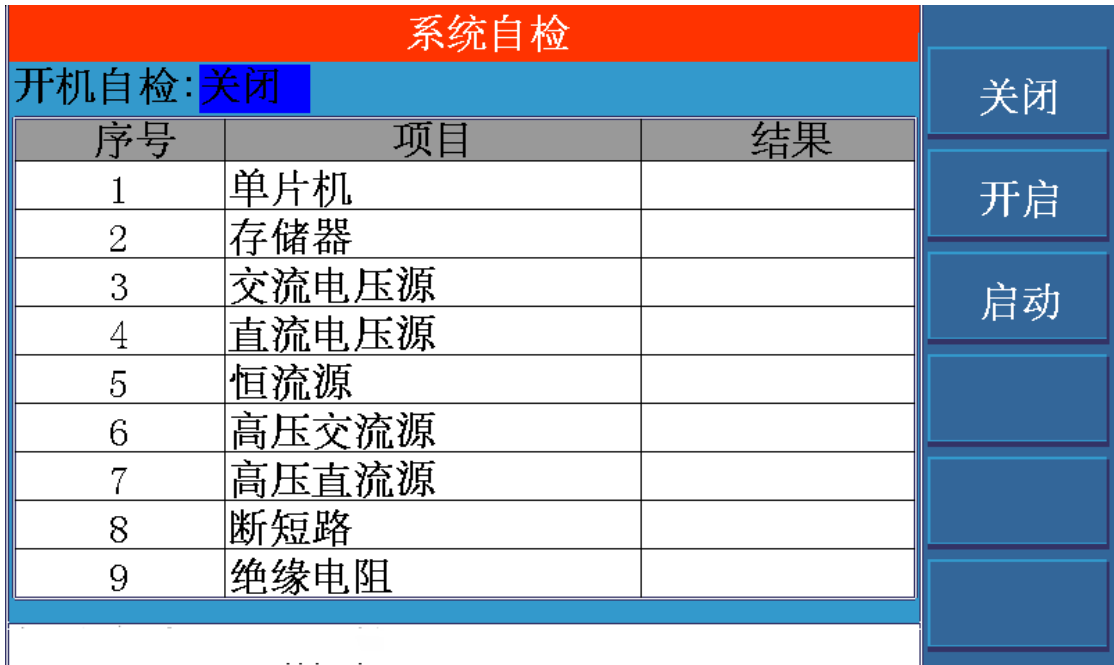 系统自检
开机自检:关闭
序号 项目 结果
1 单片机
2 存储器
3 交流电压源
4 直流电压源
5 恒流源
6 高压交流源
7 高压直流源
8 断短路
9 绝缘电阻
关闭
开启
启动